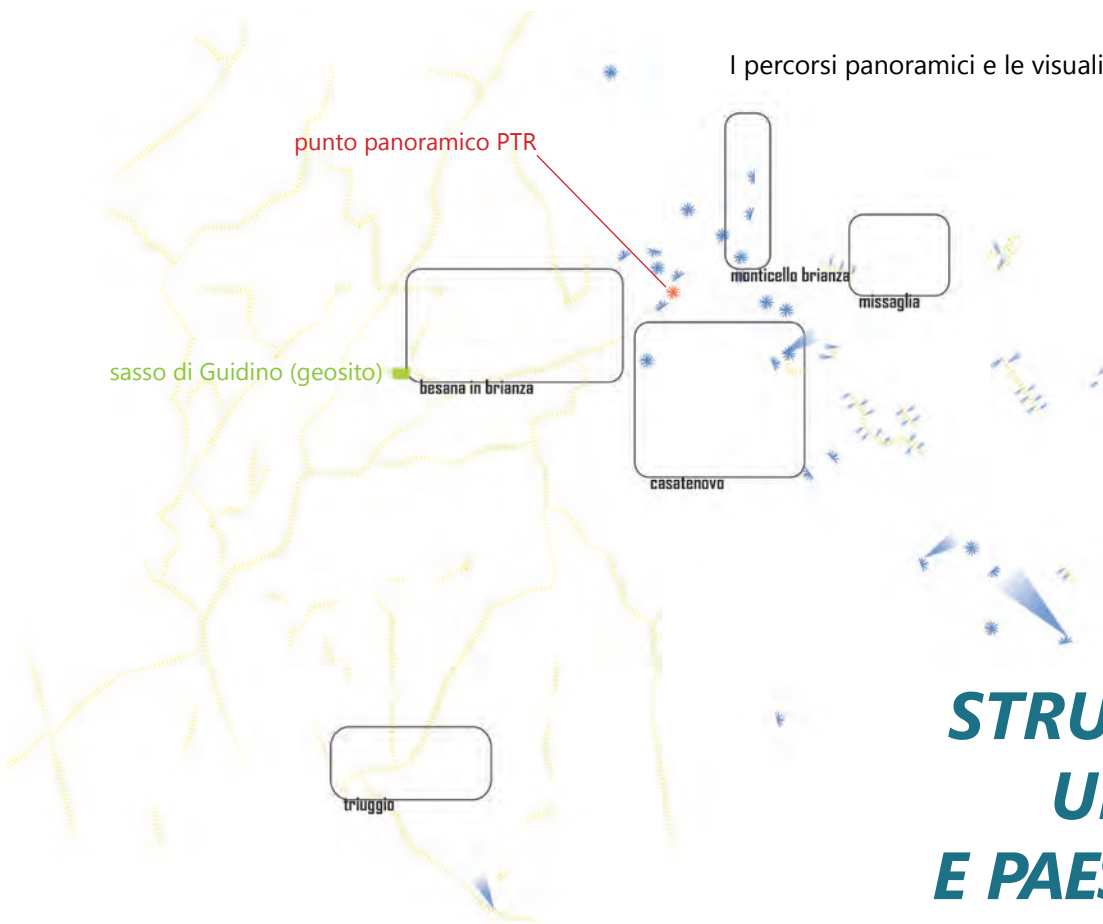 I percorsi panoramici e le visuali
punto panoramico PTR
monticello brianza
missaglia
sasso di Guidino (geosito)
besana in brianza
casatenovo
STRU
E PAES
triuggio